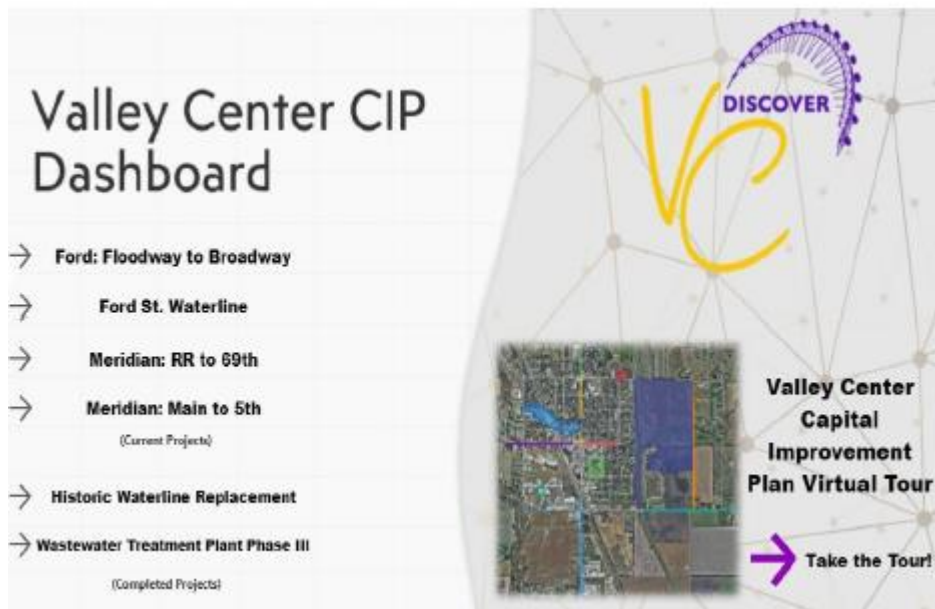 Valley Center CIP
Dashboard
Ford: Floodway to Broadway
Ford St. Waterline
Meridian: RR to 69th
Meridian: Main to 5th
(Current Projects)
Historic Waterline Replacement
Wastewater Treatment Plant Phase III
(Completed Projects)
DISCOVER
VC
Valley Center
Capital
Improvement
Plan Virtual Tour
Take the Tour!